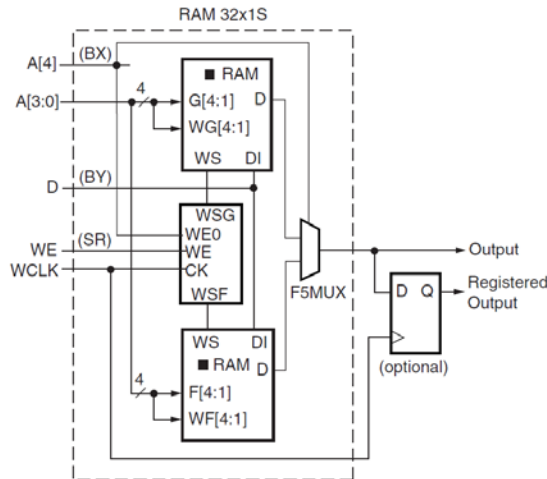 RAM 32x1S
A[4] (BX)
A[3:0] 4
RAM
G[4:1] D
WG[4:1]
WS DI
D (BY)
WSG
WE0
WE (SR) WE
WCLK CK
WSF
F5MUX
Output
D Q Registered
Output
(optional)
WS DI
RAM D
4
F[4:1]
WF[4:1]